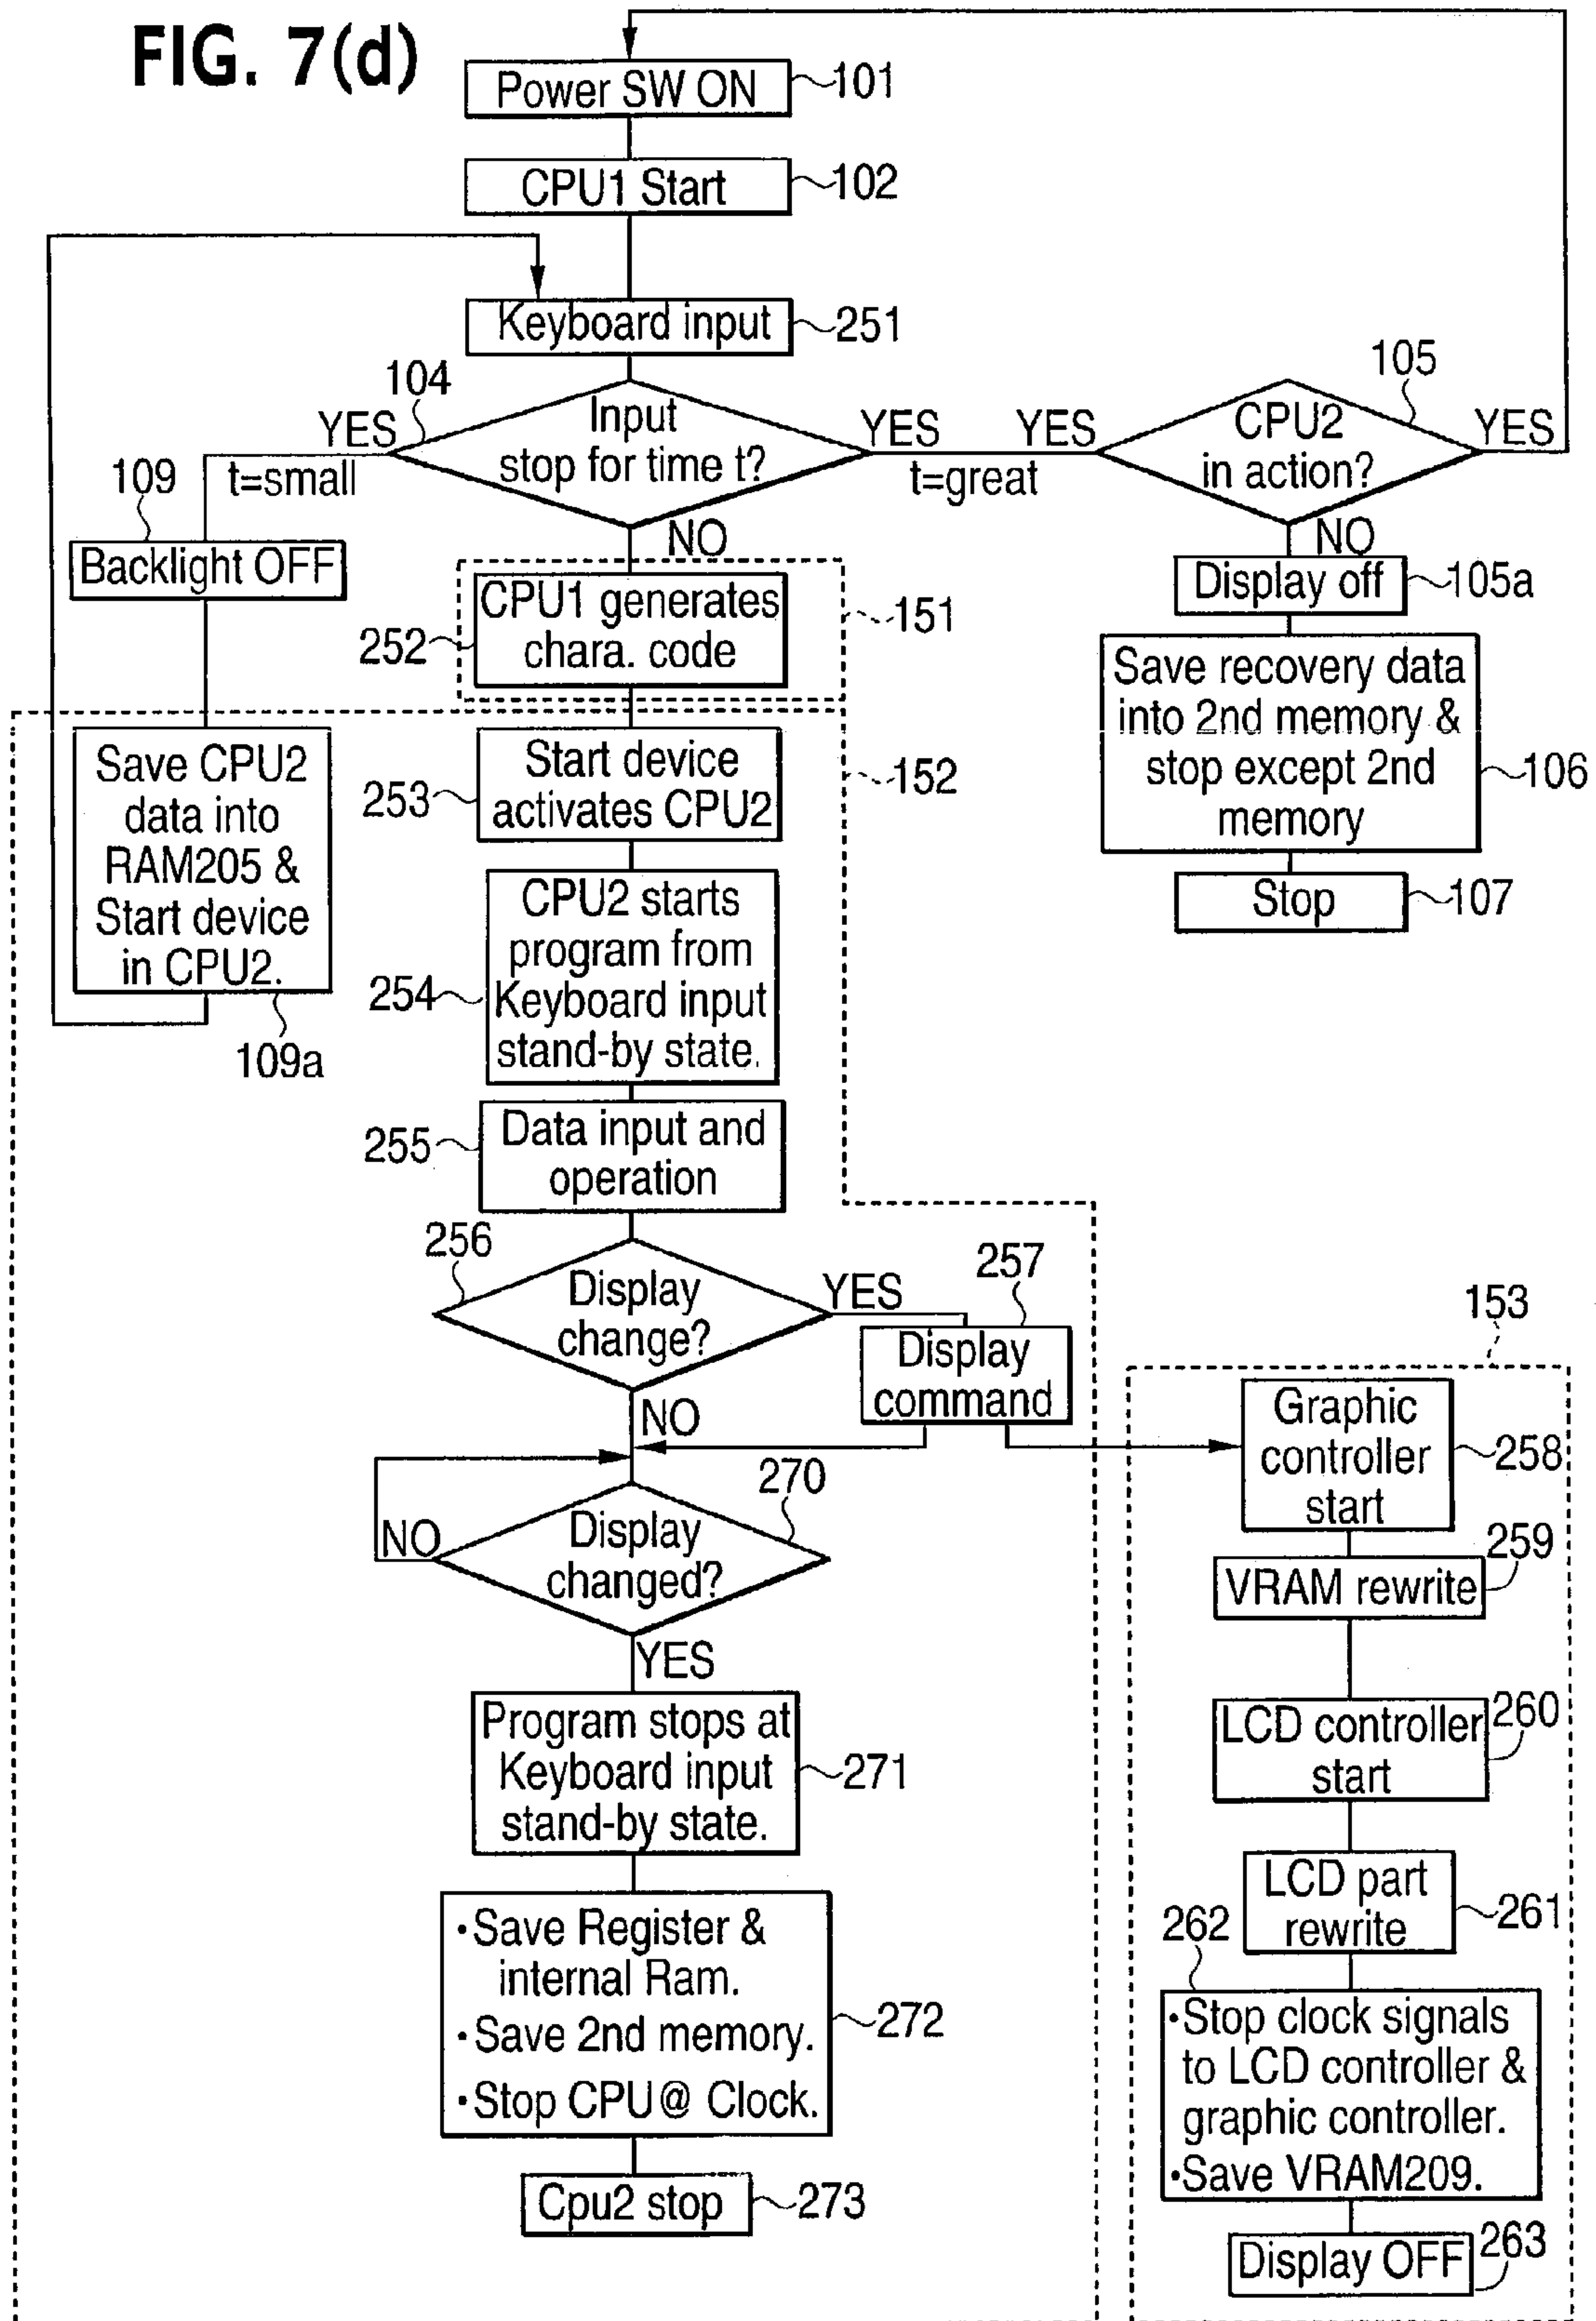 FIG. 7(d)
Power SW ON
101
CPU1 Start
102
Keyboard input
251
104
Input
stop for time t?
YES
t=small
YES
t=great
YES
105
CPU2
in action?
YES
NO
NO
109
Backlight OFF
Display off
105a
CPU1 generates
chara. code
252
151
Save recovery data
into 2nd memory &
stop except 2nd
memory
106
Save CPU2
data into
RAM205 &
Start device
in CPU2.
109a
Start device
activates CPU2
253
152
Stop
107
CPU2 starts
program from
Keyboard input
stand-by state.
254
Data input and
operation
255
256
Display
change?
YES
257
Display
command
NO
153
Graphic
controller
start
258
270
Display
changed?
NO
YES
259
VRAM rewrite
Program stops at
Keyboard input
stand-by state.
271
LCD controller
start
260
LCD part
rewrite
261
262
·Save Register &
internal Ram.
·Save 2nd memory.
·Stop CPU@ Clock.
272
·Stop clock signals
to LCD controller &
graphic controller.
·Save VRAM209.
Cpu2 stop
273
Display OFF
263